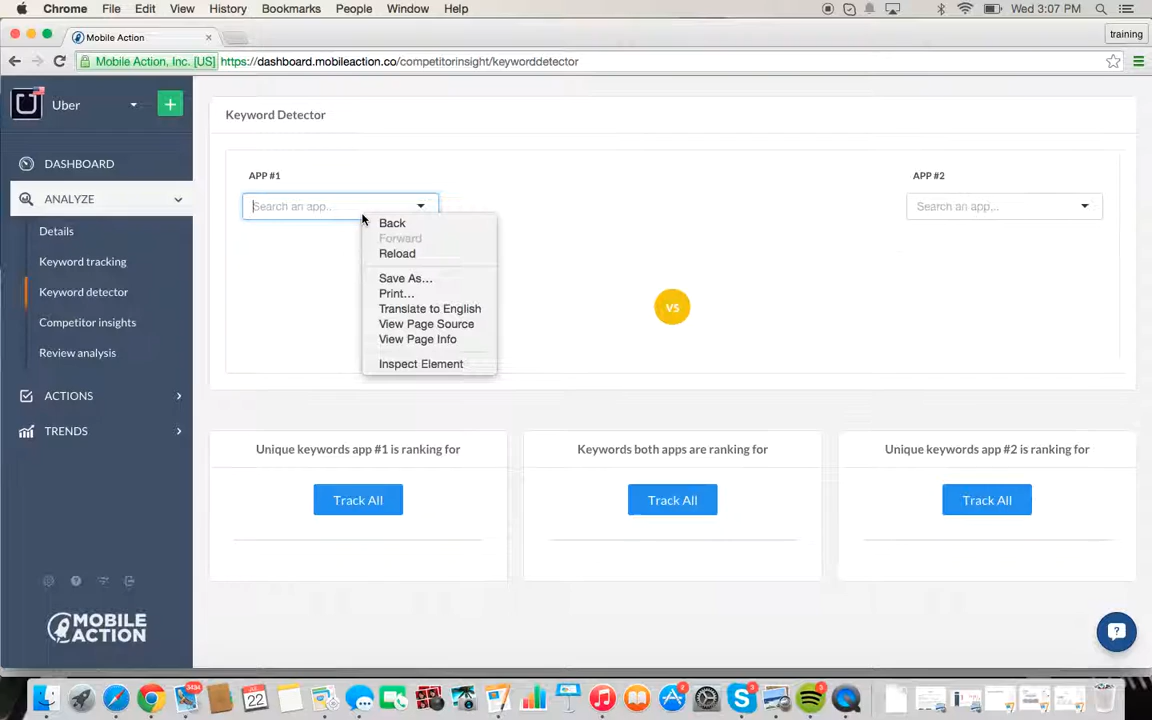 Chrome File Edit View History Bookmarks People Window Help Wed 3:07 PM
Mobile Action training
Mobile Action, Inc. [US] https://dashboard.mobileaction.co/competitorinsight/keyworddetector
Uber
DASHBOARD
ANALYZE
Details
Keyword tracking
Keyword detector
Competitor insights
Review analysis
ACTIONS
TRENDS
MOBILE
ACTION
Keyword Detector
APP #1
Search an app..
Back
Forward
Reload
Save As...
Print...
Translate to English
View Page Source
View Page Info
Inspect Element
VS
APP #2
Search an app...
Unique keywords app #1 is ranking for
Track All
Keywords both apps are ranking for
Track All
Unique keywords app #2 is ranking for
Track All
22